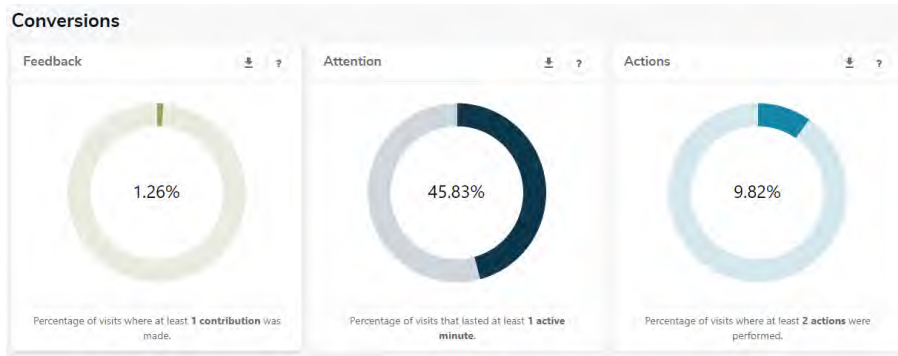 Conversions
Feedback ?
Attention ?
Actions ?
1.26%
45.83%
9.82%
Percentage of visits where at least 1 contribution was
made.
Percentage of visits that lasted at least 1 active
minute.
Percentage of visits where at least 2 actions were
performed.